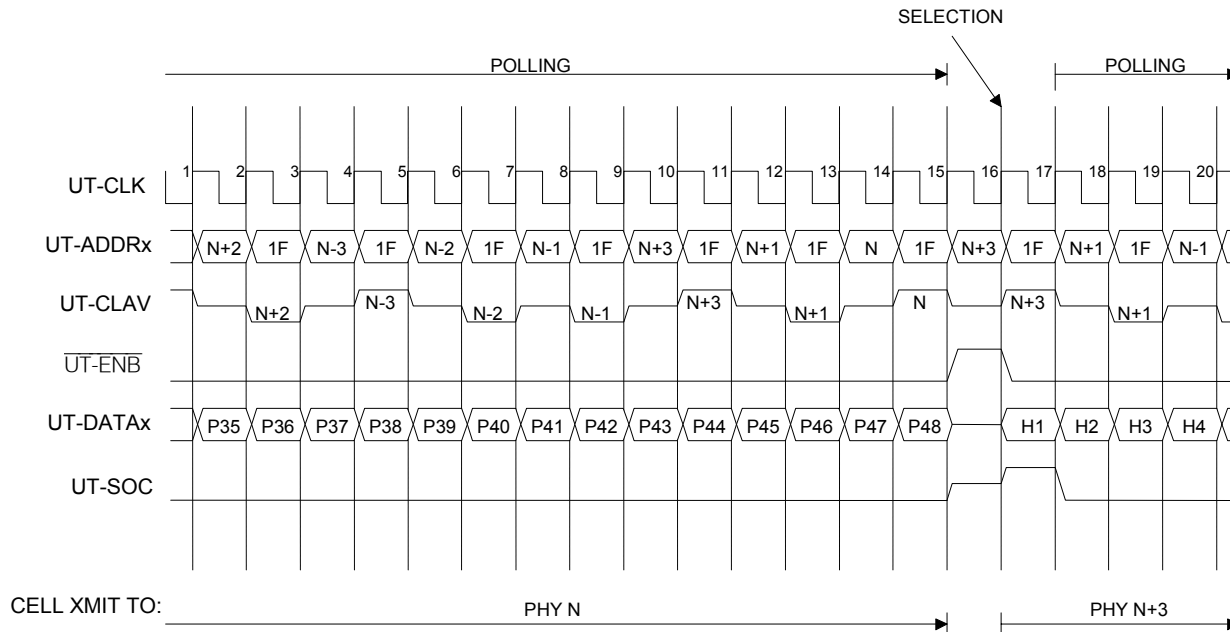 SELECTION
POLLING POLLING
UT-CLK 1 2 3 4 5 6 7 8 9 10 11 12 13 14 15 16 17 18 19 20
UT-ADDRx N+2 1F N-3 1F N-2 1F N-1 1F N+3 1F N+1 1F N 1F N+3 1F N+1 1F N-1
UT-CLAV N+2 N-3 N-2 N-1 N+3 N+1 N N+3 N+1
UT-ENB
UT-DATAx P35 P36 P37 P38 P39 P40 P41 P42 P43 P44 P45 P46 P47 P48 H1 H2 H3 H4
UT-SOC
CELL XMIT TO: PHY N PHY N+3